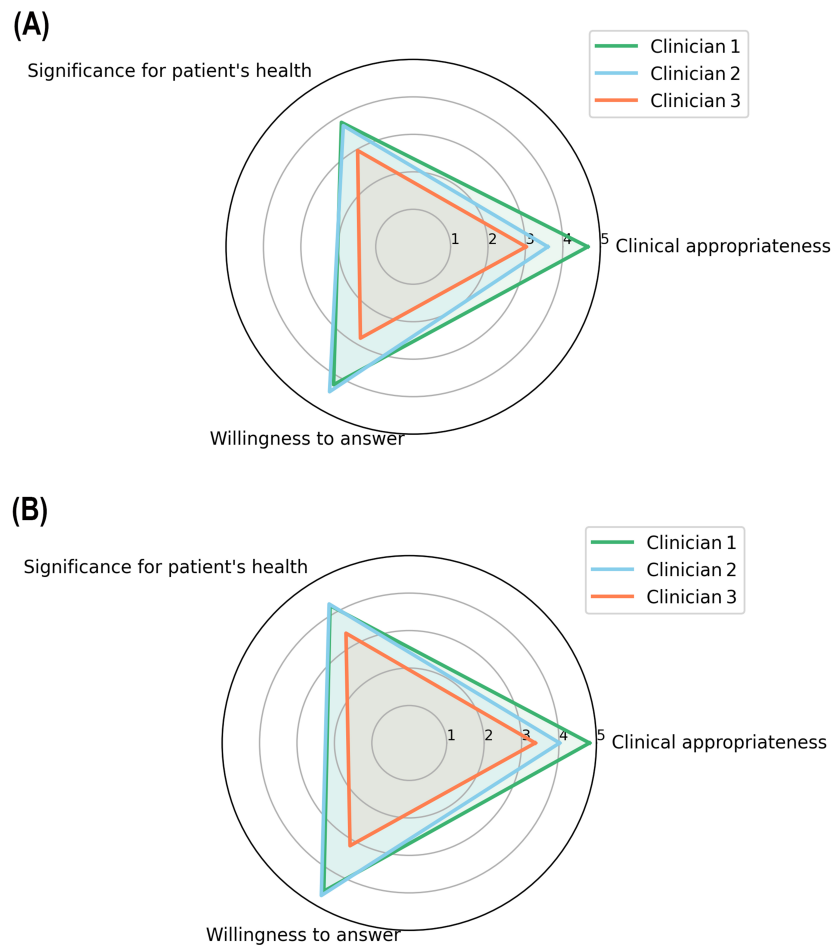 (A)
Significance for patient's health
Clinician 1
Clinician 2
Clinician 3
1 2 3 4 5 Clinical appropriateness
Willingness to answer
(B)
Significance for patient's health
Clinician 1
Clinician 2
Clinician 3
1 2 3 4 5 Clinical appropriateness
Willingness to answer